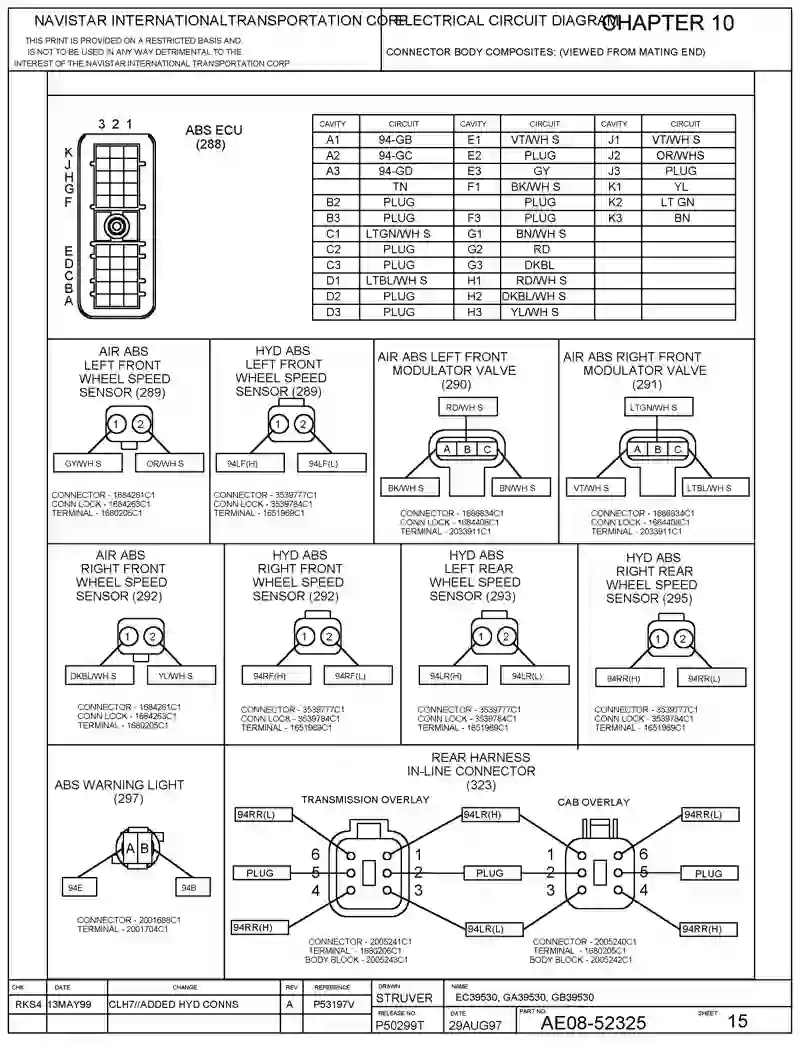 NAVISTAR INTERNATIONALTRANSPORTATION CORP
ELECTRICAL CIRCUIT DIAGRAM
CHAPTER 10
THIS PRINT IS PROVIDED ON A RESTRICTED BASIS AND
IS NOT TO BE USED IN ANY WAY DETRIMENTAL TO THE
INTEREST OF THE NAVISTAR INTERNATIONAL TRANSPORTATION CORP
CONNECTOR BODY COMPOSITES: (VIEWED FROM MATING END)
3 2 1
K
J
H
G
F
E
D
C
B
A
ABS ECU
(288)
CAVITY CIRCUIT CAVITY CIRCUIT CAVITY CIRCUIT
A1 94-GB E1 VT/WH S J1 VT/WH S
A2 94-GC E2 PLUG J2 OR/WHS
A3 94-GD E3 GY J3 PLUG
TN F1 BK/WH S K1 YL
B2 PLUG PLUG K2 LT GN
B3 PLUG F3 PLUG K3 BN
C1 LTGN/WH S G1 BN/WH S
C2 PLUG G2 RD
C3 PLUG G3 DKBL
D1 LTBL/WH S H1 RD/WH S
D2 PLUG H2 DKBL/WH S
D3 PLUG H3 YL/WH S
AIR ABS
LEFT FRONT
WHEEL SPEED
SENSOR (289)
1 2
GY/WH S OR/WH S
CONNECTOR - 1684261C1
CONN LOCK - 1684263C1
TERMINAL - 1680205C1
HYD ABS
LEFT FRONT
WHEEL SPEED
SENSOR (289)
1 2
94LF(H) 94LF(L)
CONNECTOR - 3539777C1
CONN LOCK - 3539784C1
TERMINAL - 1651969C1
AIR ABS LEFT FRONT
MODULATOR VALVE
(290)
RD/WH S
A B C
BK/WH S BN/WH S
CONNECTOR - 1686834C1
CONN LOCK - 1684408C1
TERMINAL - 2033911C1
AIR ABS RIGHT FRONT
MODULATOR VALVE
(291)
LTGN/WH S
A B C
VT/WH S LTBL/WH S
CONNECTOR - 1686834C1
CONN LOCK - 1684408C1
TERMINAL - 2033911C1
AIR ABS
RIGHT FRONT
WHEEL SPEED
SENSOR (292)
1 2
DKBL/WH S YL/WH S
CONNECTOR - 1684261C1
CONN LOCK - 1684263C1
TERMINAL - 1680205C1
HYD ABS
RIGHT FRONT
WHEEL SPEED
SENSOR (292)
1 2
94RF(H) 94RF(L)
CONNECTOR - 3539777C1
CONN LOCK - 3539784C1
TERMINAL - 1651969C1
HYD ABS
LEFT REAR
WHEEL SPEED
SENSOR (293)
1 2
94LR(H) 94LR(L)
CONNECTOR - 3539777C1
CONN LOCK - 3539784C1
TERMINAL - 1651969C1
HYD ABS
RIGHT REAR
WHEEL SPEED
SENSOR (295)
1 2
94RR(H) 94RR(L)
CONNECTOR - 3539777C1
CONN LOCK - 3539784C1
TERMINAL - 1651969C1
ABS WARNING LIGHT
(297)
A B
94E 94B
CONNECTOR - 2001688C1
TERMINAL - 2001704C1
REAR HARNESS
IN-LINE CONNECTOR
(323)
TRANSMISSION OVERLAY CAB OVERLAY
94RR(L) 94LR(H) 94RR(L)
6 1 1 6
PLUG 5 2 PLUG 2 5 PLUG
4 3 3 4
94RR(H) 94LR(L) 94RR(H)
CONNECTOR - 2005241C1
TERMINAL - 1680206C1
BODY BLOCK - 2005243C1
CONNECTOR - 2005240C1
TERMINAL - 1680205C1
BODY BLOCK - 2005242C1
CHK DATE CHANGE REV REFERENCE
RKS4 13MAY99 CLH7//ADDED HYD CONNS A P53197V
DRAWN
STRUVER
NAME
EC39530, GA39530, GB39530
RELEASE NO.
P50299T
DATE
29AUG97
PART NO.
AE08-52325
SHEET 15